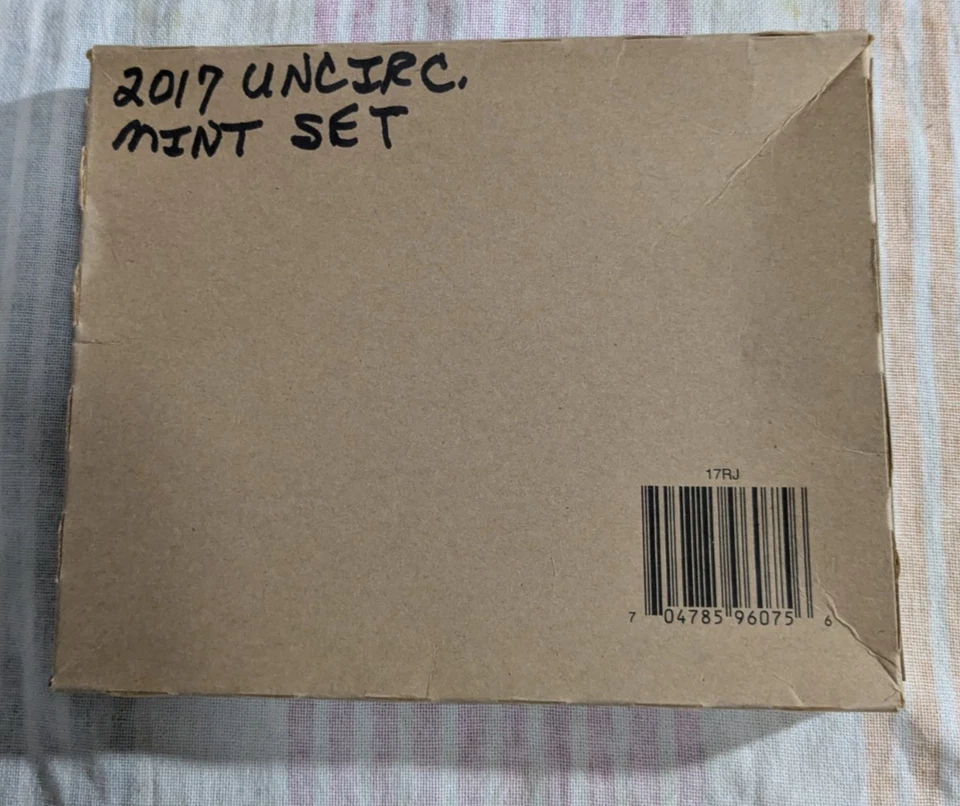 2017 UNCIRC.
MINT SET
17RJ
7 04785 96075 6